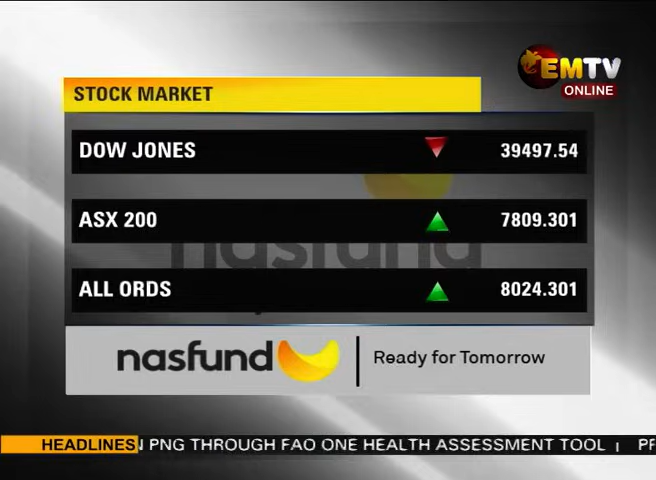 EMTV
ONLINE
STOCK MARKET
DOW JONES 39497.54
ASX 200 7809.301
ALL ORDS 8024.301
nasfund
nasfund Ready for Tomorrow
HEADLINES PNG THROUGH FAO ONE HEALTH ASSESSMENT TOOL |